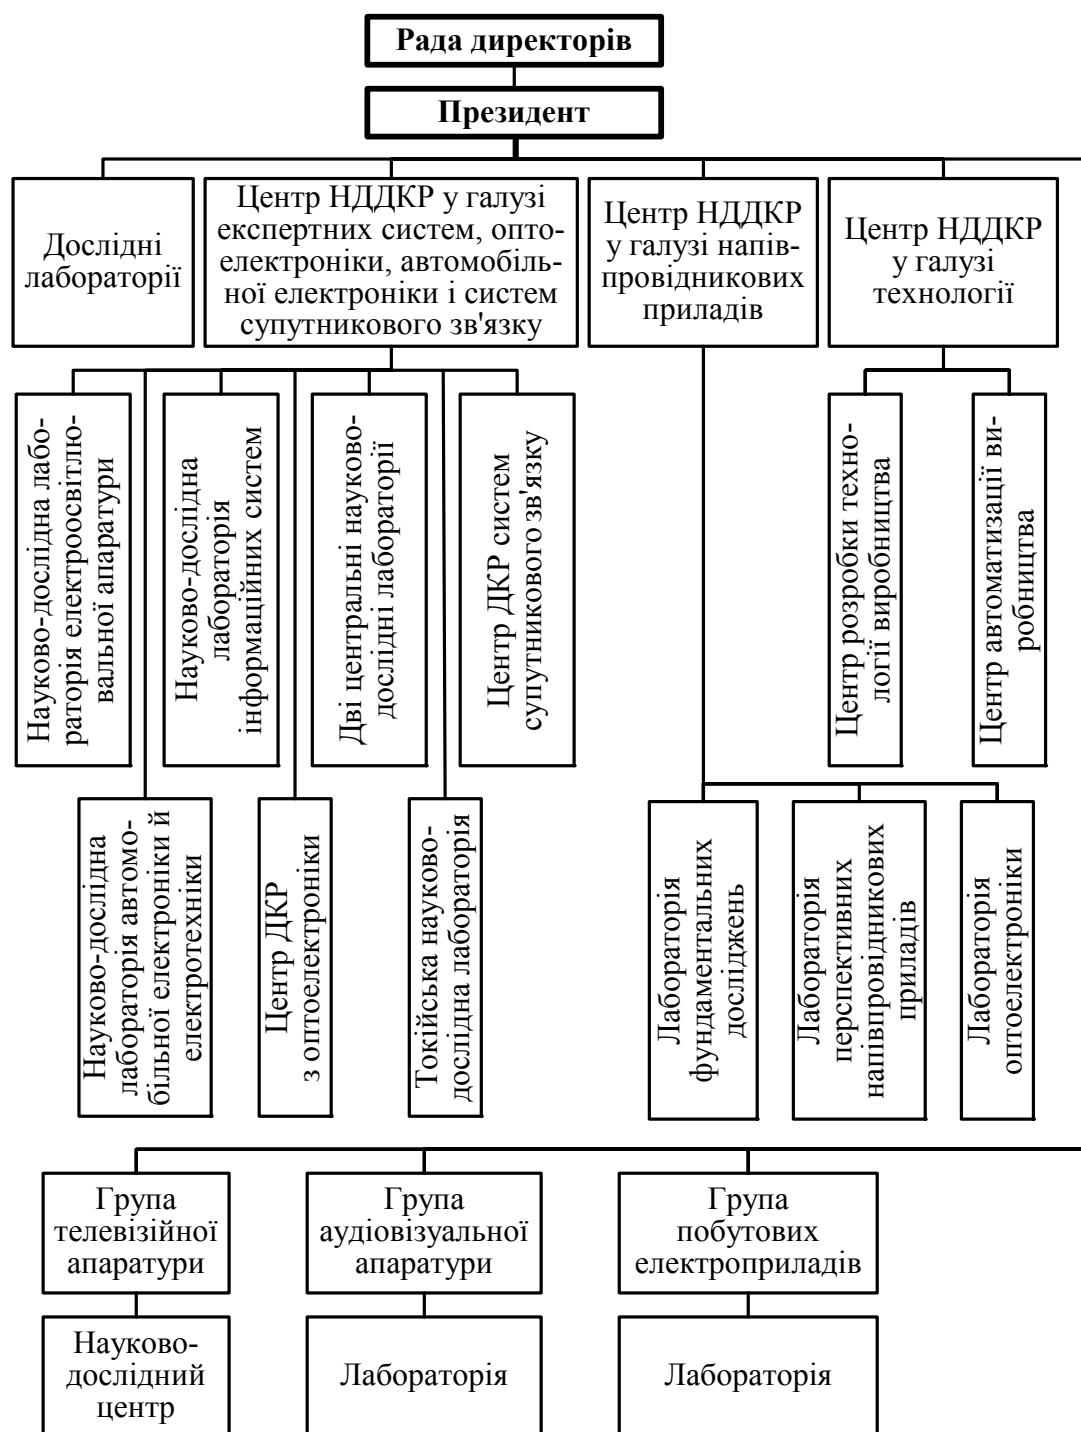 Рада директорів
Президент
Дослідні
лабораторії
Центр НДДКР у галузі
експертних систем, опто-
електроніки, автомобіль-
ної електроніки і систем
супутникового зв'язку
Центр НДДКР
у галузі напів-
провідникових
приладів
Центр НДДКР
у галузі
технології
Науково-дослідна лабо-
раторія електроосвітлю-
вальної апаратури
Науково-дослідна
лабораторія
інформаційних систем
Дві центральні науково-
дослідні лабораторії
Центр ДКР систем
супутникового зв'язку
Центр розробки техно-
логії виробництва
Центр автоматизації ви-
робництва
Науково-дослідна
лабораторія автомо-
більної електроніки й
електротехніки
Центр ДКР
з оптоелектроніки
Токійська науково-
дослідна лабораторія
Лабораторія
фундаментальних
досліджень
Лабораторія
перспективних
напівпровідникових
приладів
Лабораторія
оптоелектроніки
Група
телевізійної
апаратури
Група
аудіовізуальної
апаратури
Група
побутових
електроприладів
Науково-
дослідний
центр
Лабораторія
Лабораторія